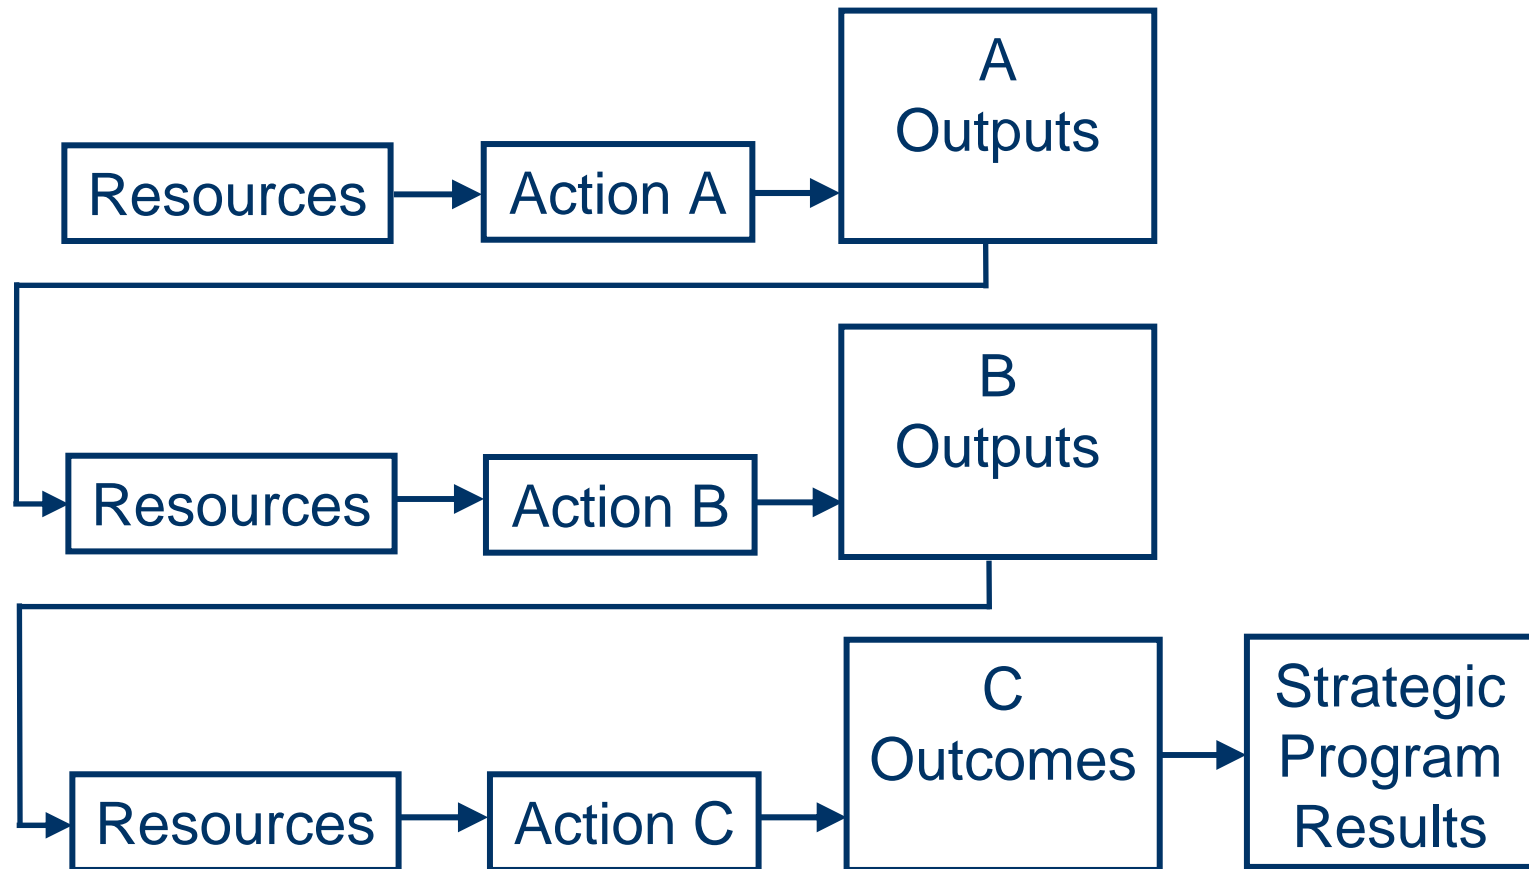 Resources
Action A
A
Outputs
Resources
Action B
B
Outputs
Resources
Action C
C
Outcomes
Strategic
Program
Results